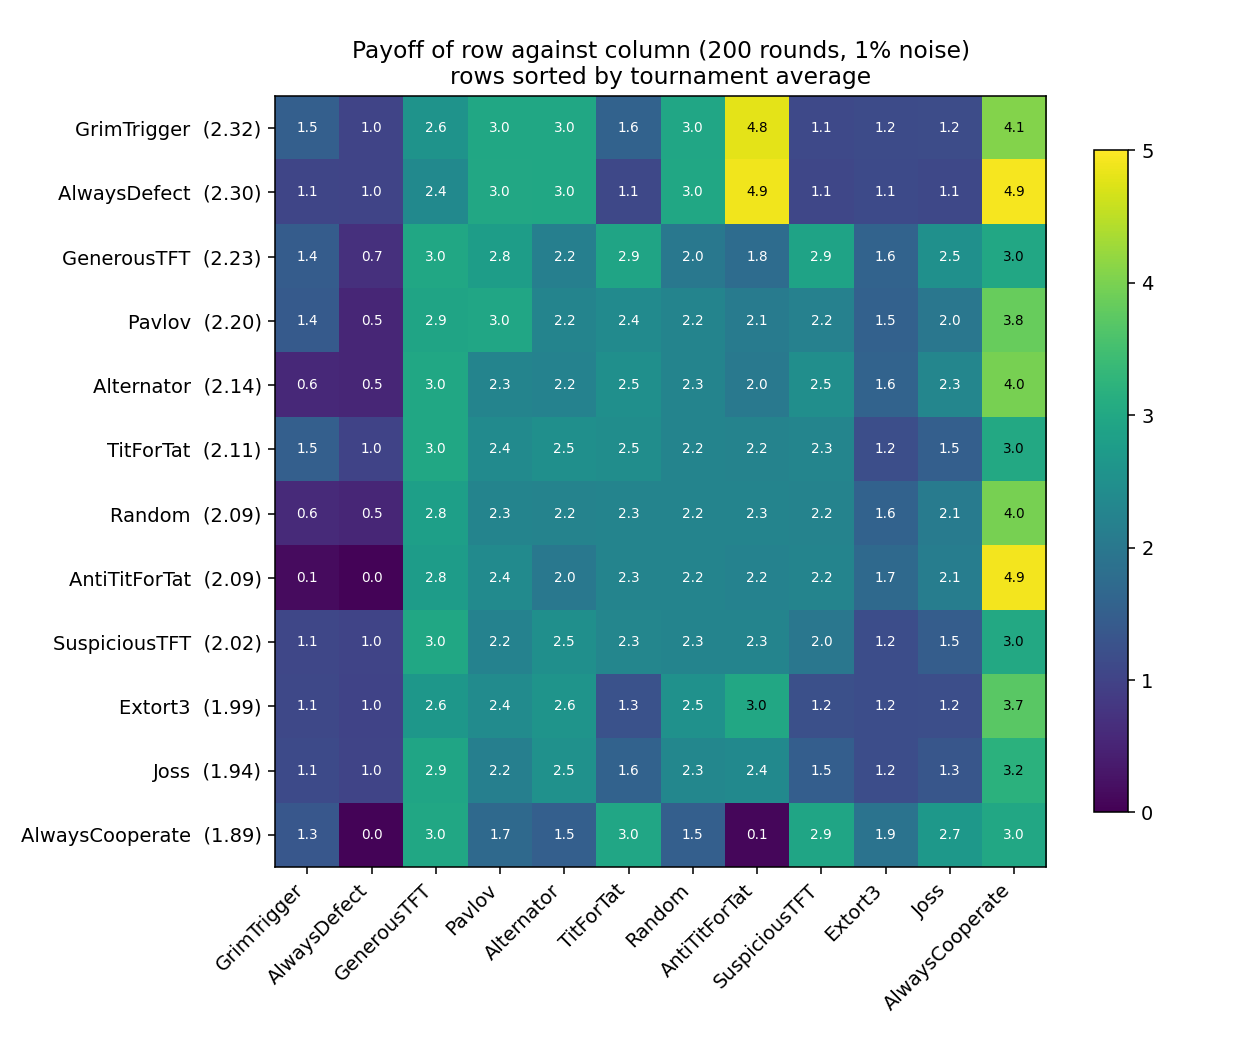 Payoff of row against column (200 rounds, 1% noise)
rows sorted by tournament average
GrimTrigger (2.32) 1.5 1.0 2.6 3.0 3.0 1.6 3.0 4.8 1.1 1.2 1.2 4.1
AlwaysDefect (2.30) 1.1 1.0 2.4 3.0 3.0 1.1 3.0 4.9 1.1 1.1 1.1 4.9
GenerousTFT (2.23) 1.4 0.7 3.0 2.8 2.2 2.9 2.0 1.8 2.9 1.6 2.5 3.0
Pavlov (2.20) 1.4 0.5 2.9 3.0 2.2 2.4 2.2 2.1 2.2 1.5 2.0 3.8
Alternator (2.14) 0.6 0.5 3.0 2.3 2.2 2.5 2.3 2.0 2.5 1.6 2.3 4.0
TitForTat (2.11) 1.5 1.0 3.0 2.4 2.5 2.5 2.2 2.2 2.3 1.2 1.5 3.0
Random (2.09) 0.6 0.5 2.8 2.3 2.2 2.3 2.2 2.3 2.2 1.6 2.1 4.0
AntiTitForTat (2.09) 0.1 0.0 2.8 2.4 2.0 2.3 2.2 2.2 2.2 1.7 2.1 4.9
SuspiciousTFT (2.02) 1.1 1.0 3.0 2.2 2.5 2.3 2.3 2.3 2.0 1.2 1.5 3.0
Extort3 (1.99) 1.1 1.0 2.6 2.4 2.6 1.3 2.5 3.0 1.2 1.2 1.2 3.7
Joss (1.94) 1.1 1.0 2.9 2.2 2.5 1.6 2.3 2.4 1.5 1.2 1.3 3.2
AlwaysCooperate (1.89) 1.3 0.0 3.0 1.7 1.5 3.0 1.5 0.1 2.9 1.9 2.7 3.0
GrimTrigger
AlwaysDefect
GenerousTFT
Pavlov
Alternator
TitForTat
Random
AntiTitForTat
SuspiciousTFT
Extort3
Joss
AlwaysCooperate
5
4
3
2
1
0